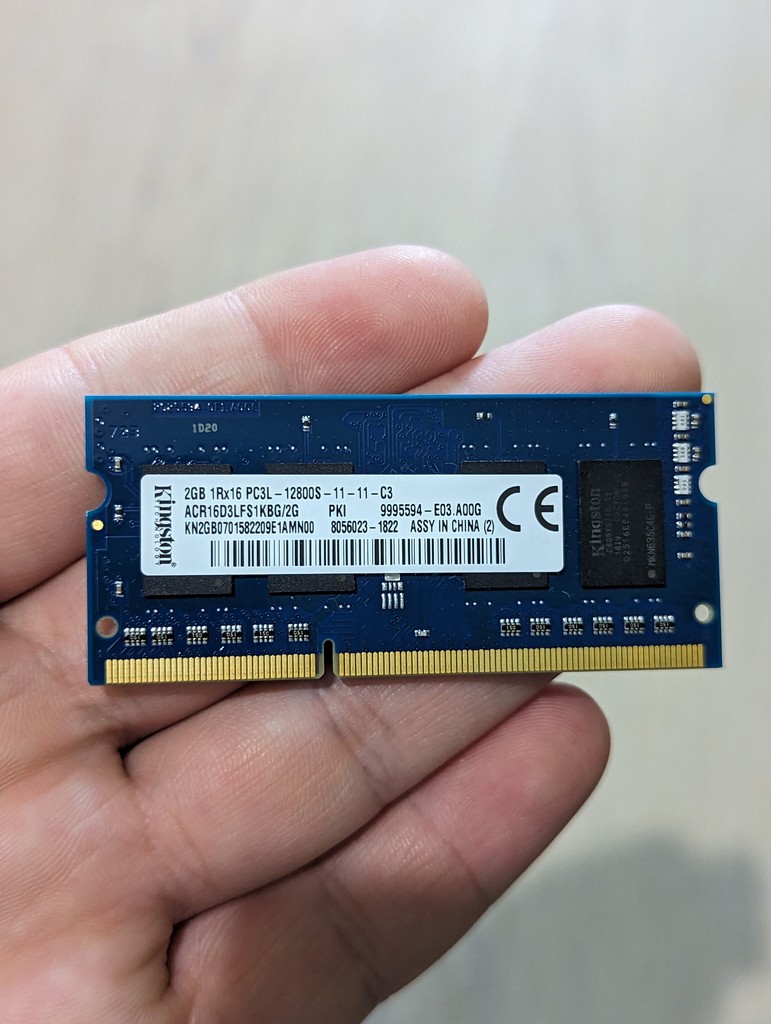 1D20
Kingston
2GB 1Rx16 PC3L-12800S-11-11-C3
ACR16D3LFS1KBG/2G PKI 9995594-E03.A00G
KN2GB0701582209E1AMN00 8056023-1822 ASSY IN CHINA (2)
CE
Kingston